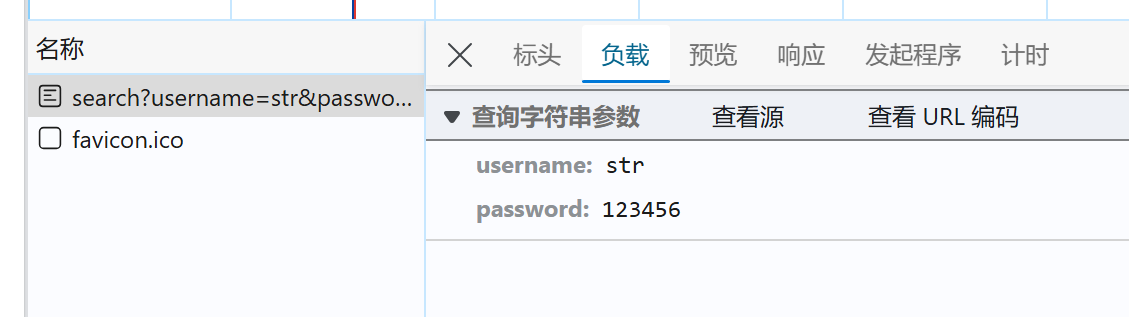 名称
search?username=str&passwo...
favicon.ico
标头 负载 预览 响应 发起程序 计时
查询字符串参数 查看源 查看 URL 编码
username: str
password: 123456